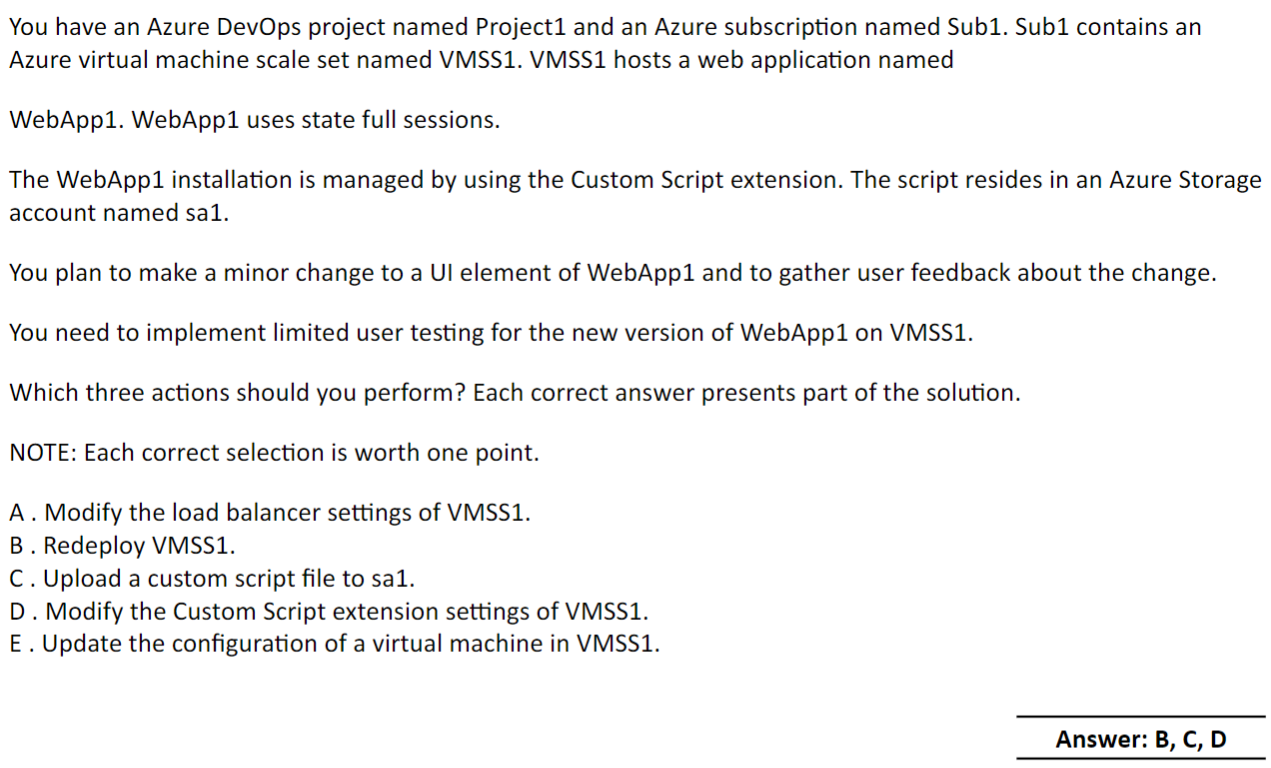 You have an Azure DevOps project named Project1 and an Azure subscription named Sub1. Sub1 contains an
Azure virtual machine scale set named VMSS1. VMSS1 hosts a web application named
WebApp1. WebApp1 uses state full sessions.
The WebApp1 installation is managed by using the Custom Script extension. The script resides in an Azure Storage
account named sa1.
You plan to make a minor change to a UI element of WebApp1 and to gather user feedback about the change.
You need to implement limited user testing for the new version of WebApp1 on VMSS1.
Which three actions should you perform? Each correct answer presents part of the solution.
NOTE: Each correct selection is worth one point.
A . Modify the load balancer settings of VMSS1.
B . Redeploy VMSS1.
C . Upload a custom script file to sa1.
D . Modify the Custom Script extension settings of VMSS1.
E . Update the configuration of a virtual machine in VMSS1.
Answer: B, C, D